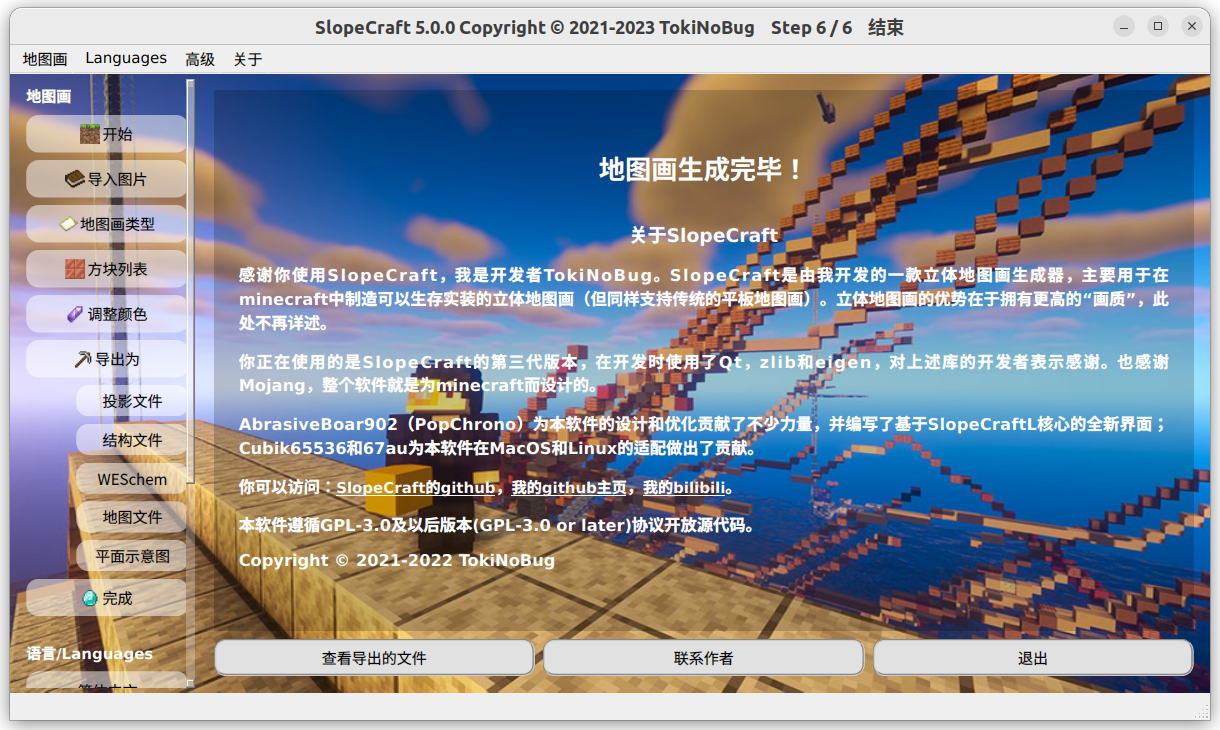 SlopeCraft 5.0.0 Copyright © 2021-2023 TokiNoBug Step 6 / 6 结束
地图画 Languages 高级 关于
地图画
开始
导入图片
地图画类型
方块列表
调整颜色
导出为
投影文件
结构文件
WESchem
地图文件
平面示意图
完成
语言/Languages
简体中文
地图画生成完毕！
关于SlopeCraft
感谢你使用SlopeCraft，我是开发者TokiNoBug。SlopeCraft是由我开发的一款立体地图画生成器，主要用于在
minecraft中制造可以生存实装的立体地图画（但同样支持传统的平板地图画）。立体地图画的优势在于拥有更高的“画质”，此
处不再详述。
你正在使用的是SlopeCraft的第三代版本，在开发时使用了Qt，zlib和eigen，对上述库的开发者表示感谢。也感谢
Mojang，整个软件就是为minecraft而设计的。
AbrasiveBoar902（PopChrono）为本软件的设计和优化贡献了不少力量，并编写了基于SlopeCraftL核心的全新界面；
Cubik65536和67au为本软件在MacOS和Linux的适配做出了贡献。
你可以访问：SlopeCraft的github，我的github主页，我的bilibili。
本软件遵循GPL-3.0及以后版本(GPL-3.0 or later)协议开放源代码。
Copyright © 2021-2022 TokiNoBug
查看导出的文件 联系作者 退出